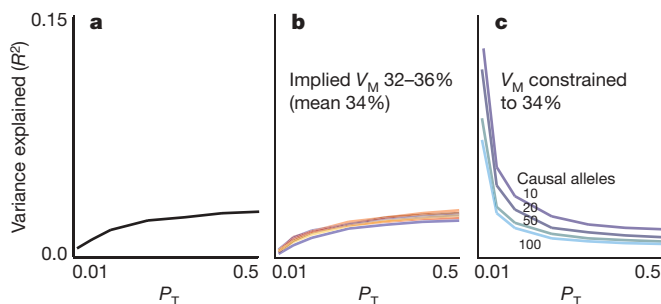 a
b
c
0.15
0.0
Variance explained (R²)
0.01
0.5
P_T
Implied V_M 32–36%
(mean 34%)
0.01
0.5
P_T
V_M constrained
to 34%
Causal alleles
10
20
50
100
0.01
0.5
P_T